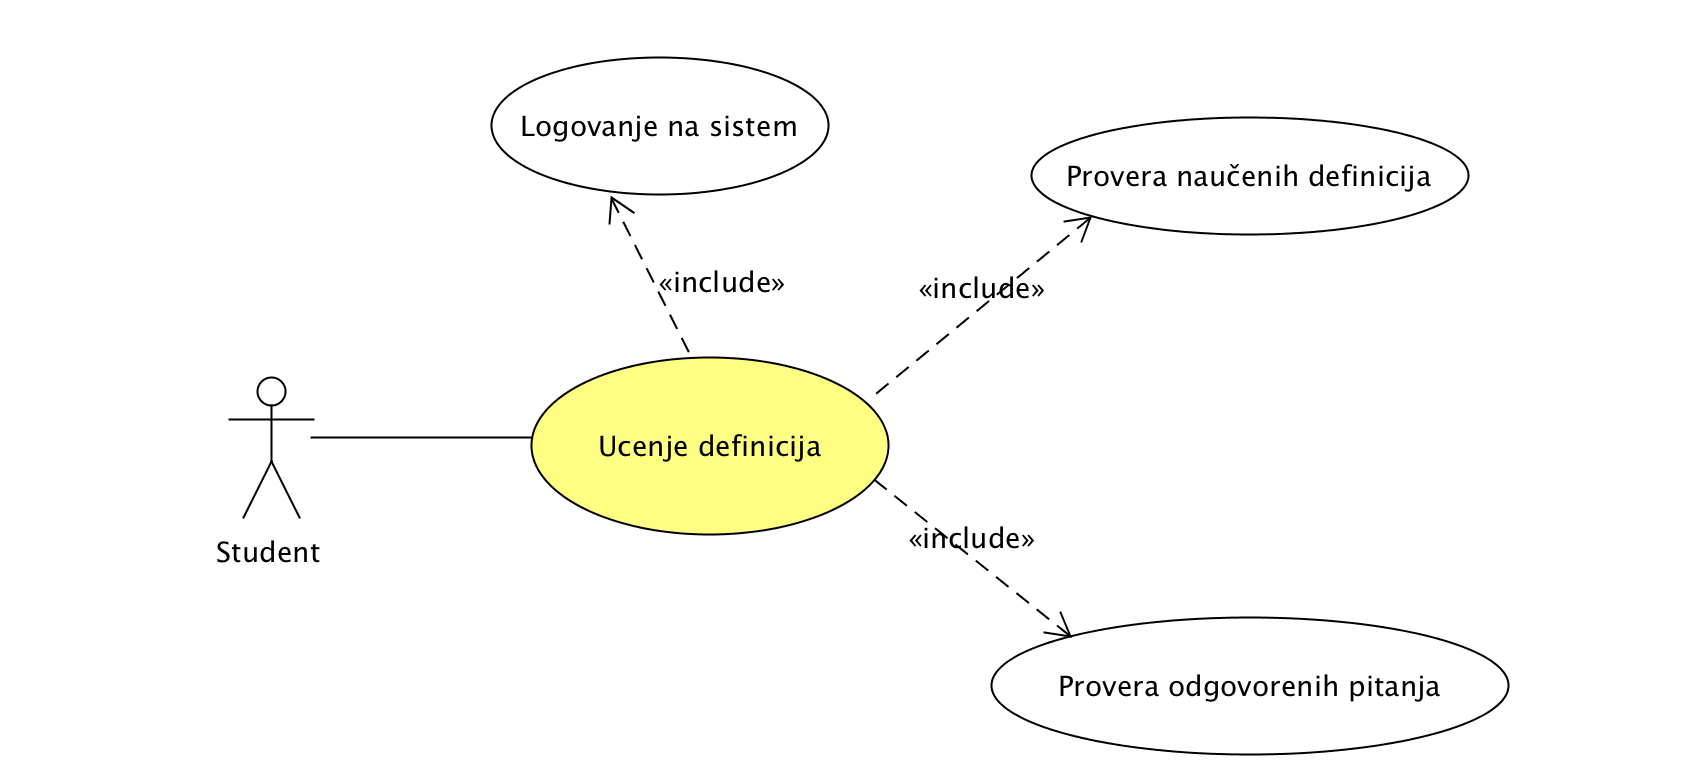 Logovanje na sistem
Provera naučenih definicija
«include»
«include»
Ucenje definicija
«include»
Student
Provera odgovorenih pitanja